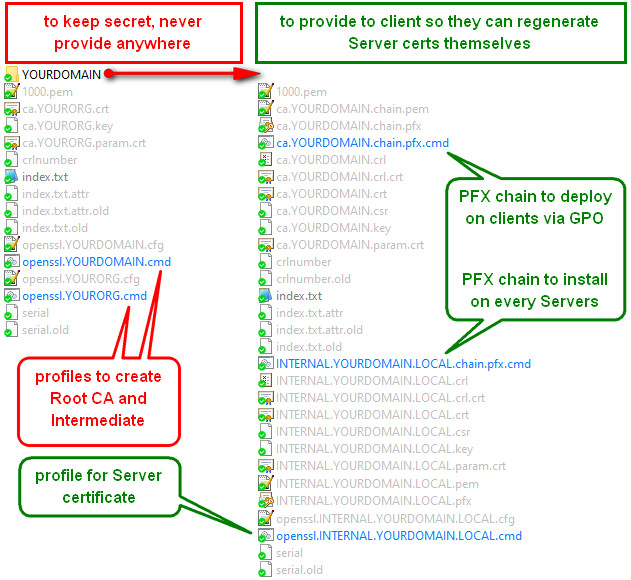 to keep secret, never
provide anywhere
to provide to client so they can regenerate
Server certs themselves
YOURDOMAIN
1000.pem
ca.YOURORG.crt
ca.YOURORG.key
ca.YOURORG.param.crt
crlnumber
index.txt
index.txt.attr
index.txt.attr.old
index.txt.old
openssl.YOURDOMAIN.cfg
openssl.YOURDOMAIN.cmd
openssl.YOURORG.cfg
openssl.YOURORG.cmd
serial
serial.old
profiles to create
Root CA and
Intermediate
profile for Server
certificate
1000.pem
ca.YOURDOMAIN.chain.pem
ca.YOURDOMAIN.chain.pfx
ca.YOURDOMAIN.chain.pfx.cmd
ca.YOURDOMAIN.crl
ca.YOURDOMAIN.crl.crt
ca.YOURDOMAIN.crt
ca.YOURDOMAIN.csr
ca.YOURDOMAIN.key
ca.YOURDOMAIN.param.crt
crlnumber
crlnumber.old
index.txt
index.txt.attr
index.txt.attr.old
index.txt.old
INTERNAL.YOURDOMAIN.LOCAL.chain.pfx.cmd
INTERNAL.YOURDOMAIN.LOCAL.crl
INTERNAL.YOURDOMAIN.LOCAL.crl.crt
INTERNAL.YOURDOMAIN.LOCAL.crt
INTERNAL.YOURDOMAIN.LOCAL.csr
INTERNAL.YOURDOMAIN.LOCAL.key
INTERNAL.YOURDOMAIN.LOCAL.param.crt
INTERNAL.YOURDOMAIN.LOCAL.pem
INTERNAL.YOURDOMAIN.LOCAL.pfx
openssl.INTERNAL.YOURDOMAIN.LOCAL.cfg
openssl.INTERNAL.YOURDOMAIN.LOCAL.cmd
serial
serial.old
PFX chain to deploy
on clients via GPO
PFX chain to install
on every Servers